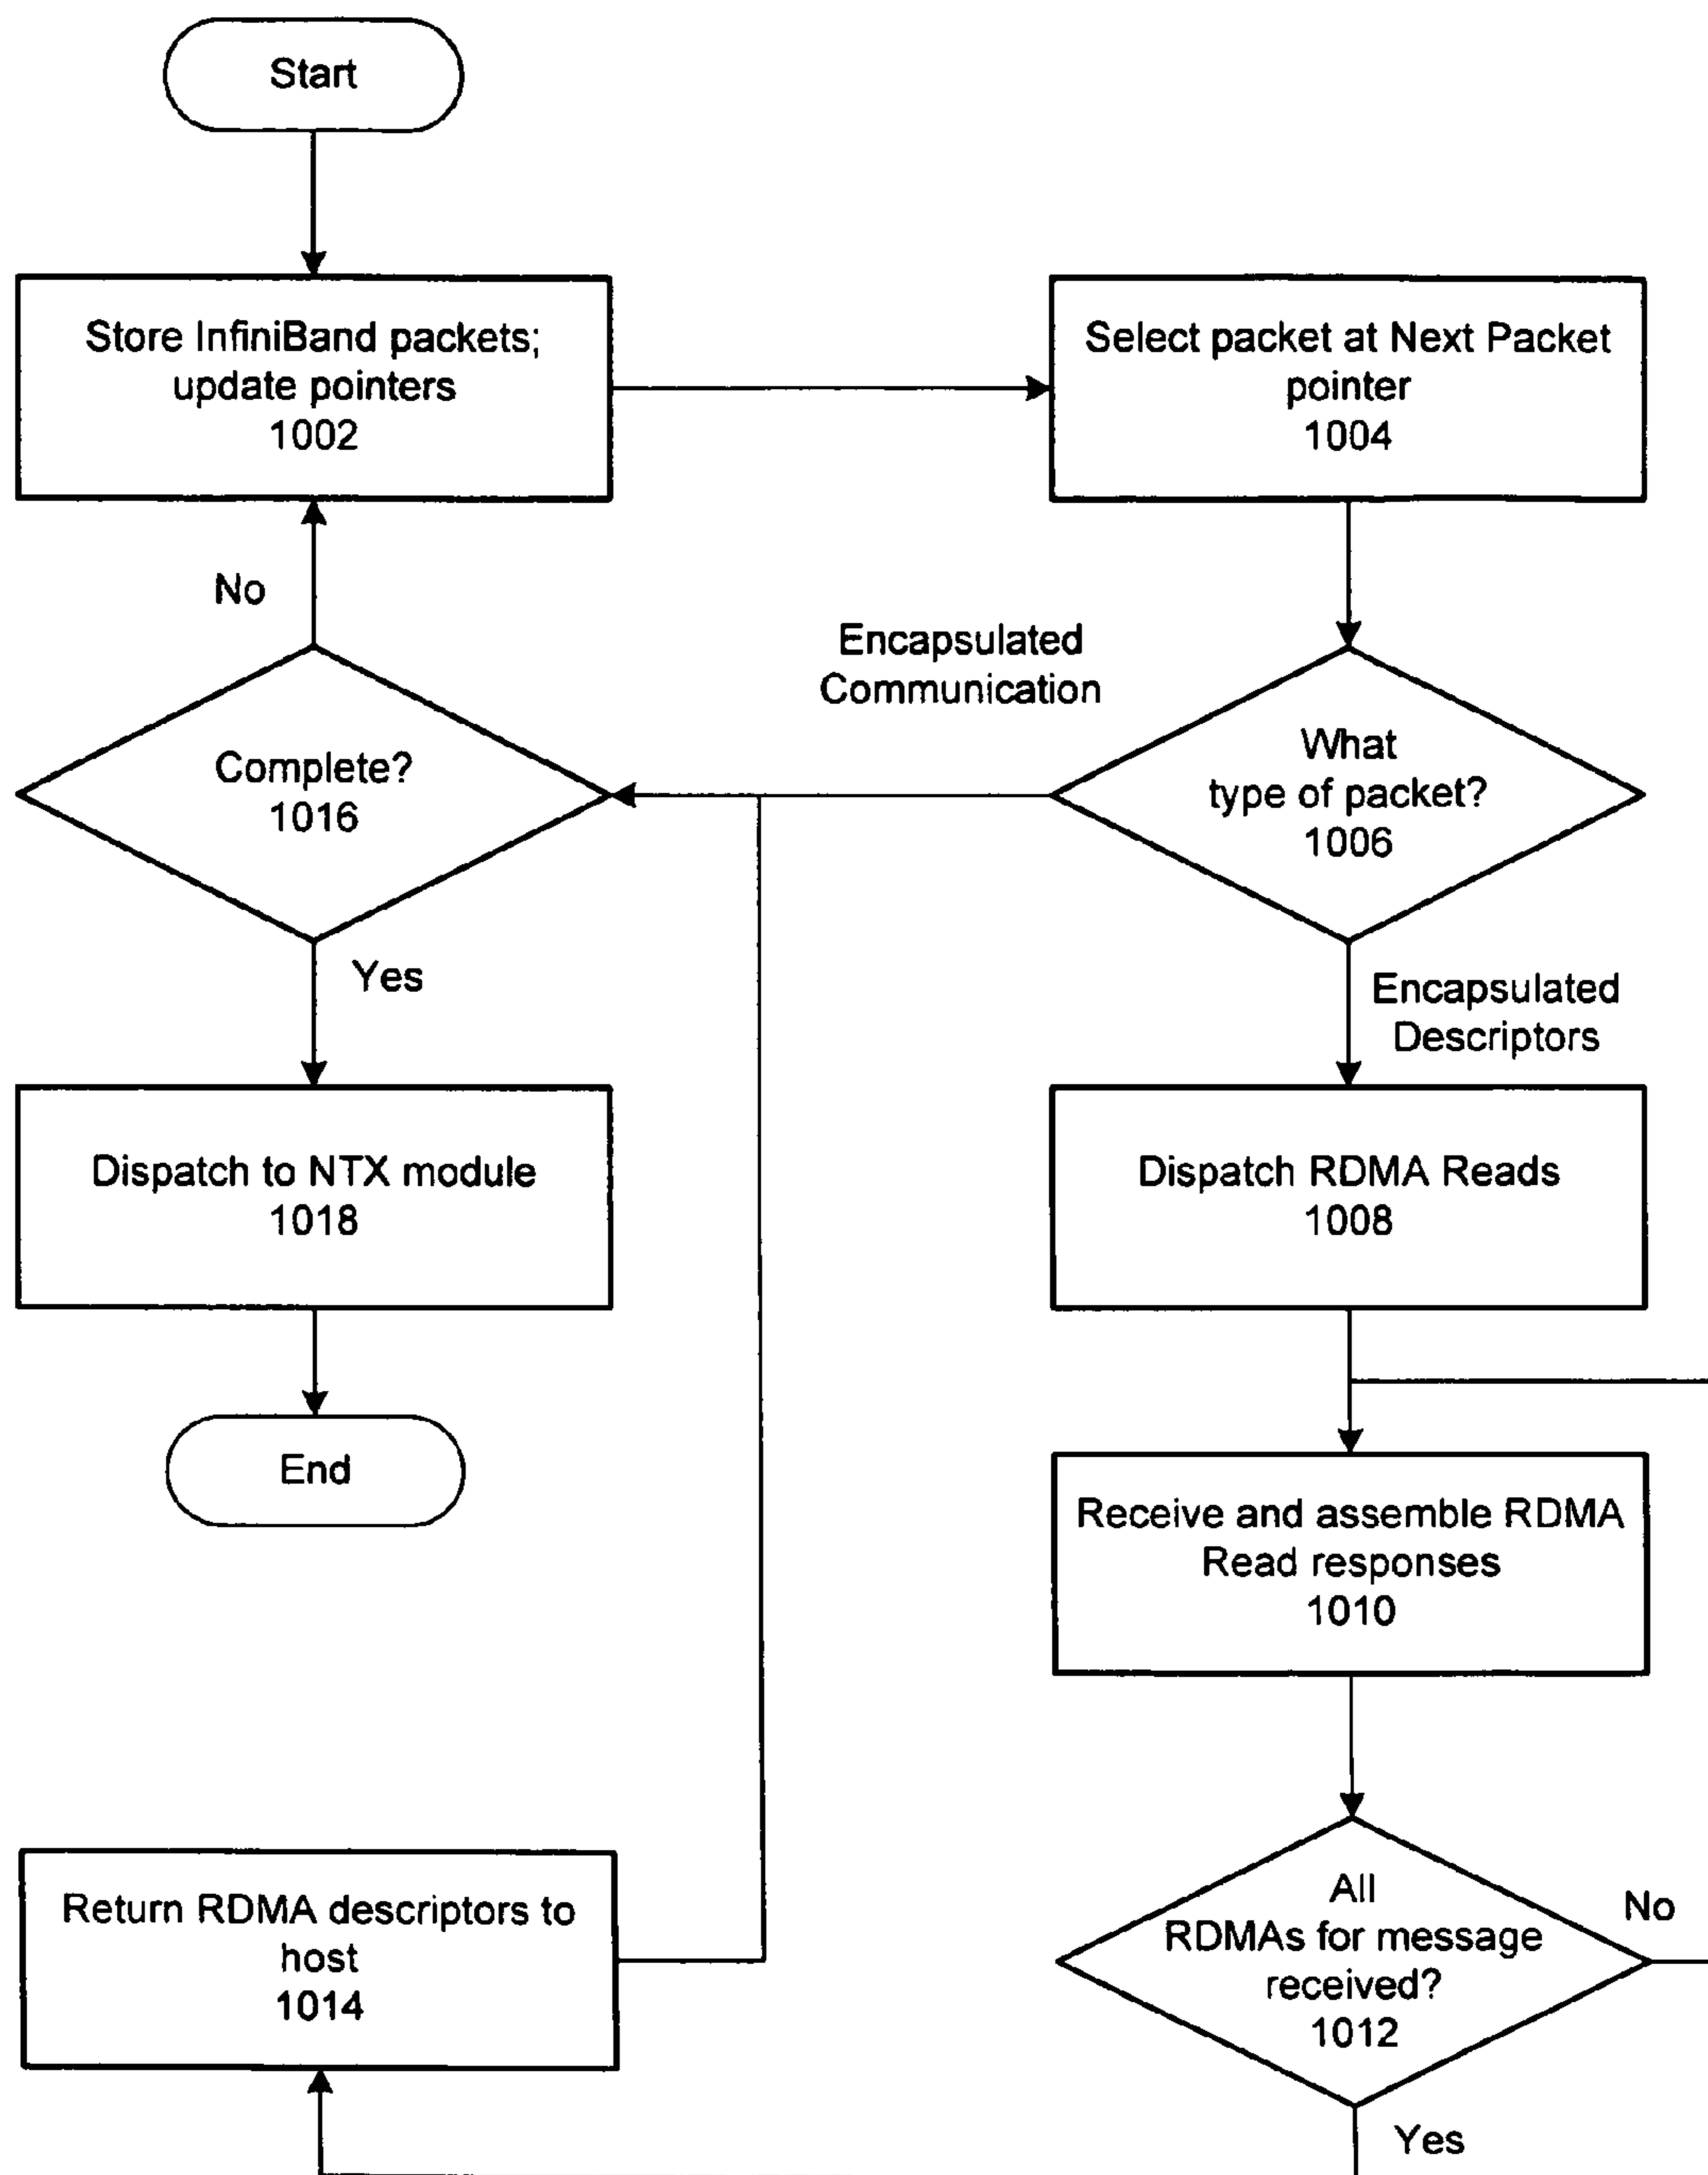 Start
Store InfiniBand packets;
update pointers
1002
Select packet at Next Packet
pointer
1004
No
Encapsulated
Communication
Complete?
1016
What
type of packet?
1006
Yes
Encapsulated
Descriptors
Dispatch to NTX module
1018
Dispatch RDMA Reads
1008
End
Receive and assemble RDMA
Read responses
1010
Return RDMA descriptors to
host
1014
All
RDMAs for message
received?
1012
No
Yes